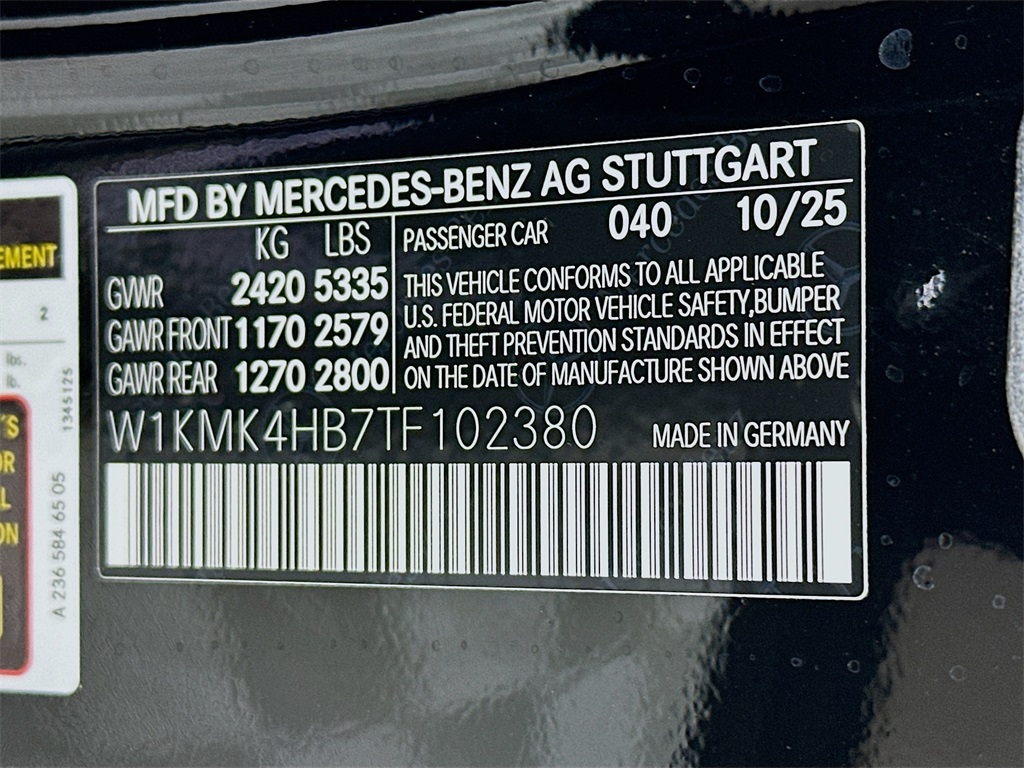 MFD BY MERCEDES-BENZ AG STUTTGART
KG LBS
GVWR 2420 5335
GAWR FRONT 1170 2579
GAWR REAR 1270 2800
PASSENGER CAR 040 10/25
THIS VEHICLE CONFORMS TO ALL APPLICABLE
U.S. FEDERAL MOTOR VEHICLE SAFETY,BUMPER
AND THEFT PREVENTION STANDARDS IN EFFECT
ON THE DATE OF MANUFACTURE SHOWN ABOVE
W1KMK4HB7TF102380
MADE IN GERMANY
EMENT
2
lbs.
lb.
'S
OR
L
ON
1345125
A 236 584 65 05